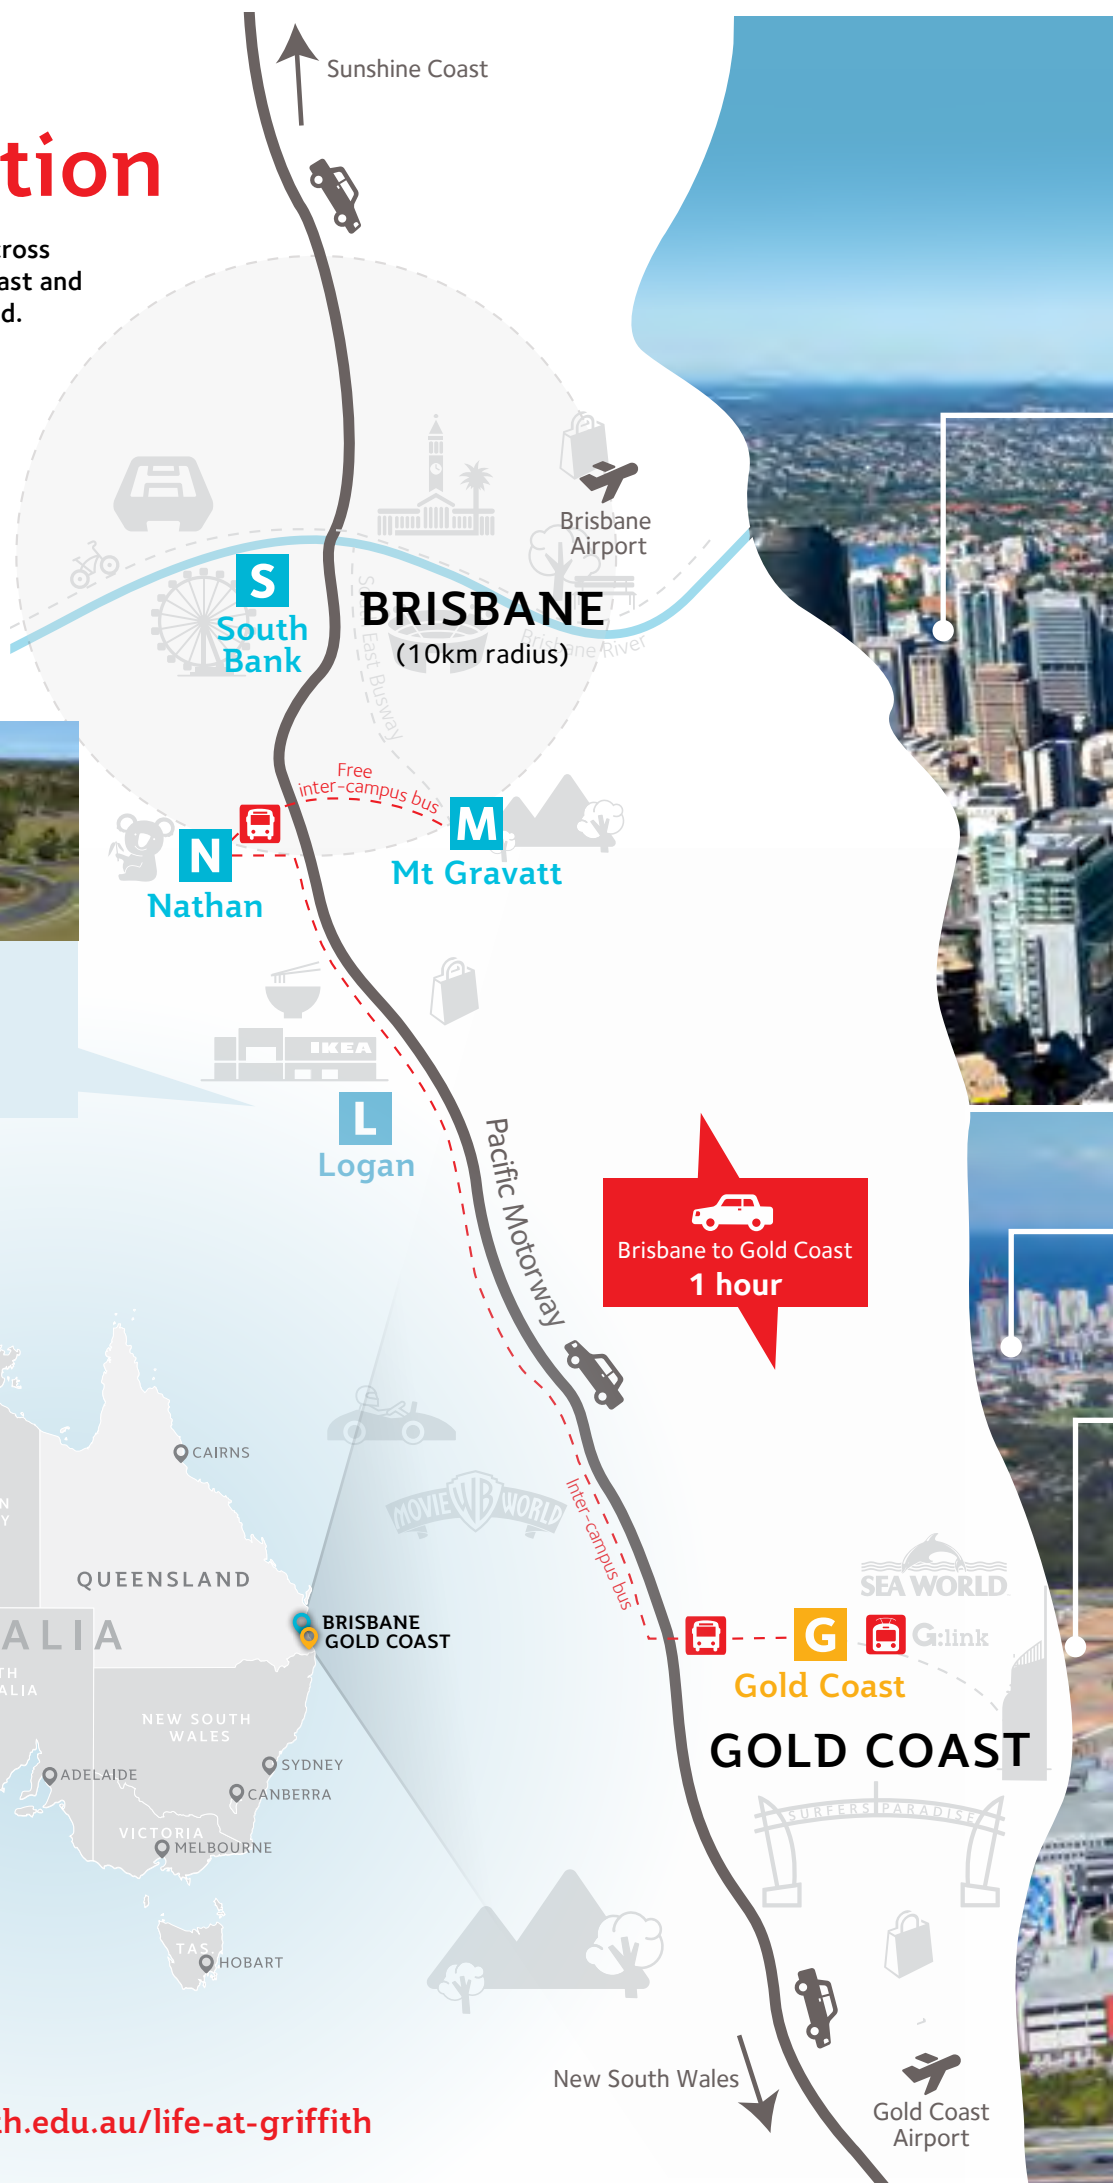 Sunshine Coast
tion
ross
ast and
d.
Brisbane
Airport
S
South
Bank
BRISBANE
(10km radius)
Brisbane River
South East Busway
Free
inter-campus bus
N
Nathan
M
Mt Gravatt
IKEA
L
Logan
Pacific Motorway
Brisbane to Gold Coast
1 hour
CAIRNS
MOVIE WB WORLD
N
Y
QUEENSLAND
Inter-campus bus
SEA WORLD
ALIA
BRISBANE
GOLD COAST
G
G:link
Gold Coast
TH
ALIA
NEW SOUTH
WALES
GOLD COAST
SYDNEY
ADELAIDE
CANBERRA
SURFERS PARADISE
VICTORIA
MELBOURNE
TAS
HOBART
New South Wales
Gold Coast
Airport
th.edu.au/life-at-griffith